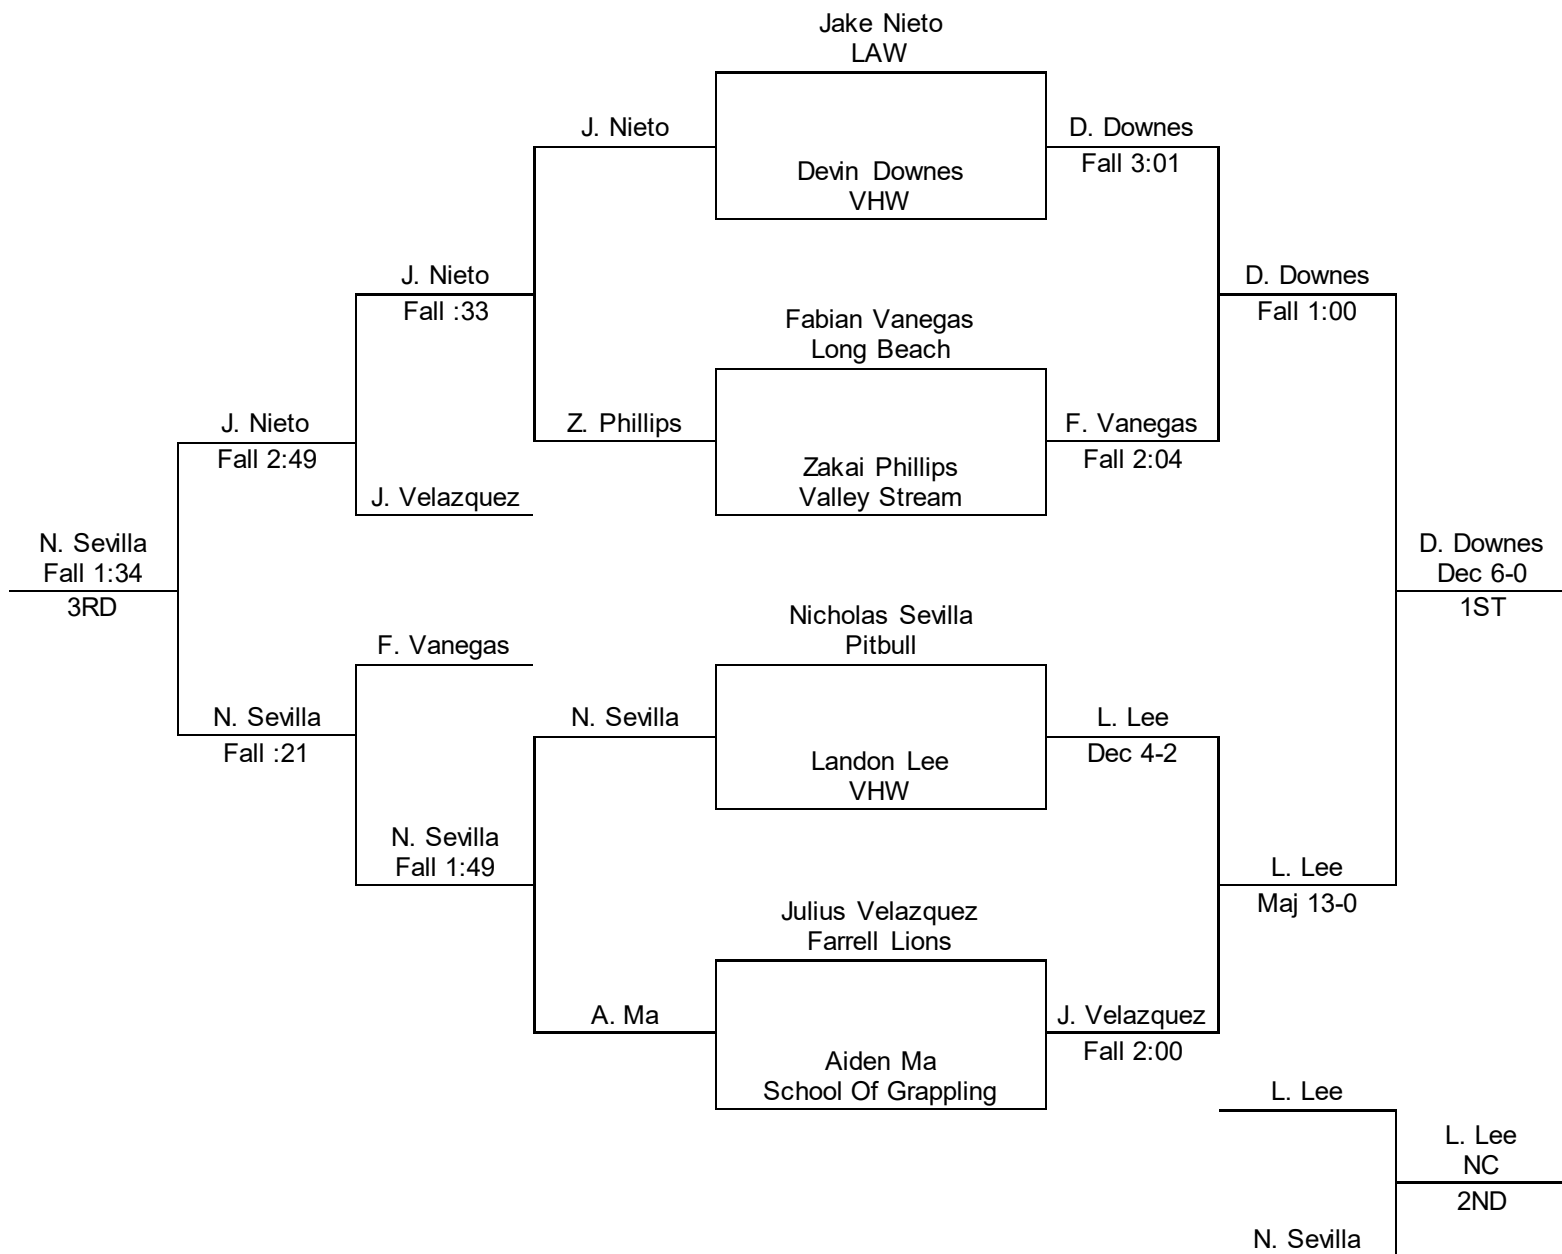 Jake Nieto
LAW
J. Nieto
D. Downes
Fall 3:01
Devin Downes
VHW
J. Nieto
Fall :33
D. Downes
Fall 1:00
Fabian Vanegas
Long Beach
J. Nieto
Fall 2:49
Z. Phillips
F. Vanegas
Fall 2:04
Zakai Phillips
Valley Stream
J. Velazquez
N. Sevilla
Fall 1:34
3RD
D. Downes
Dec 6-0
1ST
Nicholas Sevilla
Pitbull
F. Vanegas
N. Sevilla
Fall :21
N. Sevilla
L. Lee
Dec 4-2
Landon Lee
VHW
N. Sevilla
Fall 1:49
L. Lee
Maj 13-0
Julius Velazquez
Farrell Lions
A. Ma
J. Velazquez
Fall 2:00
Aiden Ma
School Of Grappling
L. Lee
L. Lee
NC
2ND
N. Sevilla